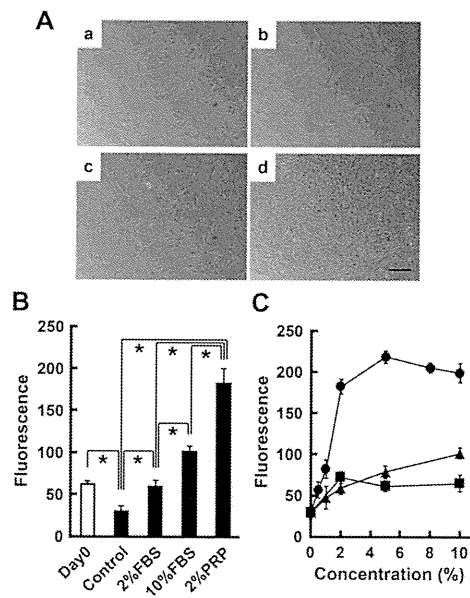 A
a
b
c
d
B
Fluorescence
250
200
150
100
50
0
* * *
* * *
Day0
Control
2%FBS
10%FBS
2%PRP
C
Fluorescence
250
200
150
100
50
0
0 2 4 6 8 10
Concentration (%)